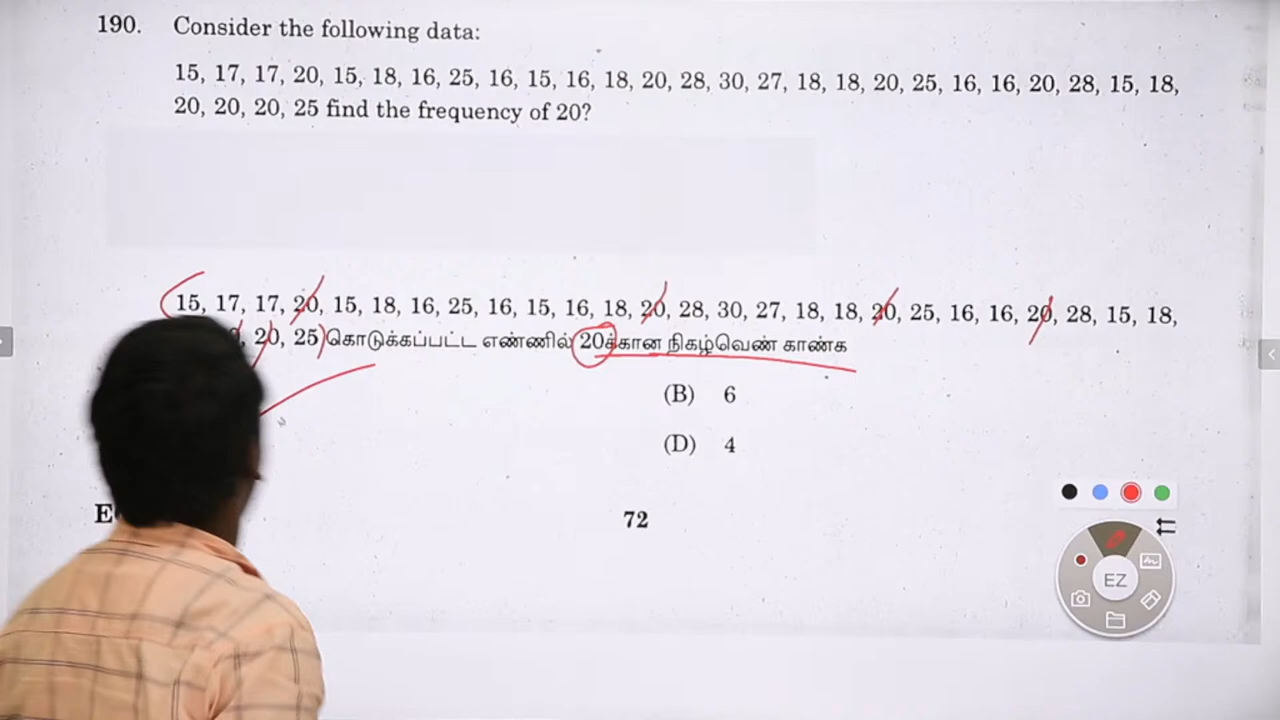 190. Consider the following data:
15, 17, 17, 20, 15, 18, 16, 25, 16, 15, 16, 18, 20, 28, 30, 27, 18, 18, 20, 25, 16, 16, 20, 28, 15, 18,
20, 20, 20, 25 find the frequency of 20?
15, 17, 17, 20, 15, 18, 16, 25, 16, 15, 16, 18, 20, 28, 30, 27, 18, 18, 20, 25, 16, 16, 20, 28, 15, 18,
20, 25 கொடுக்கப்பட்ட எண்ணில் 20க்கான நிகழ்வெண் காண்க
(B) 6
(D) 4
72
EZ